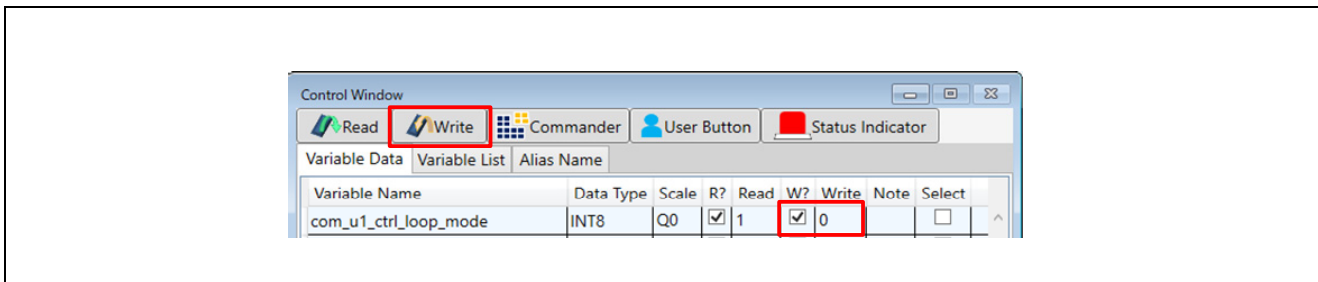 Control Window
Read Write Commander User Button Status Indicator
Variable Data Variable List Alias Name
Variable Name Data Type Scale R? Read W? Write Note Select
com_u1_ctrl_loop_mode INT8 Q0 1 0